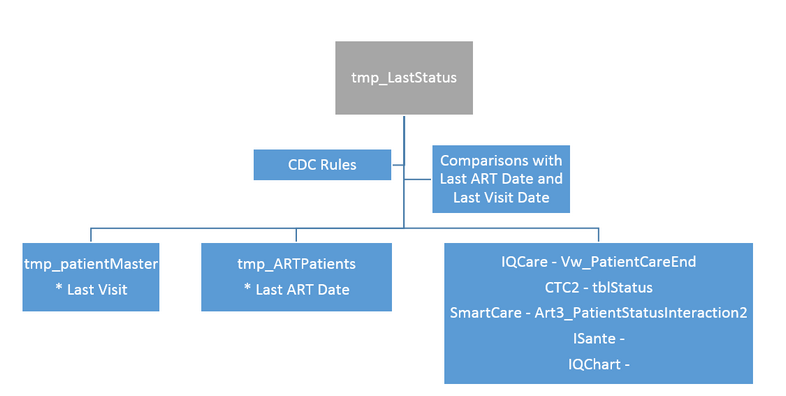 tmp_LastStatus
CDC Rules
Comparisons with
Last ART Date and
Last Visit Date
tmp_patientMaster
* Last Visit
tmp_ARTPatients
* Last ART Date
IQCare - Vw_PatientCareEnd
CTC2 - tblStatus
SmartCare - Art3_PatientStatusInteraction2
ISante -
IQChart -